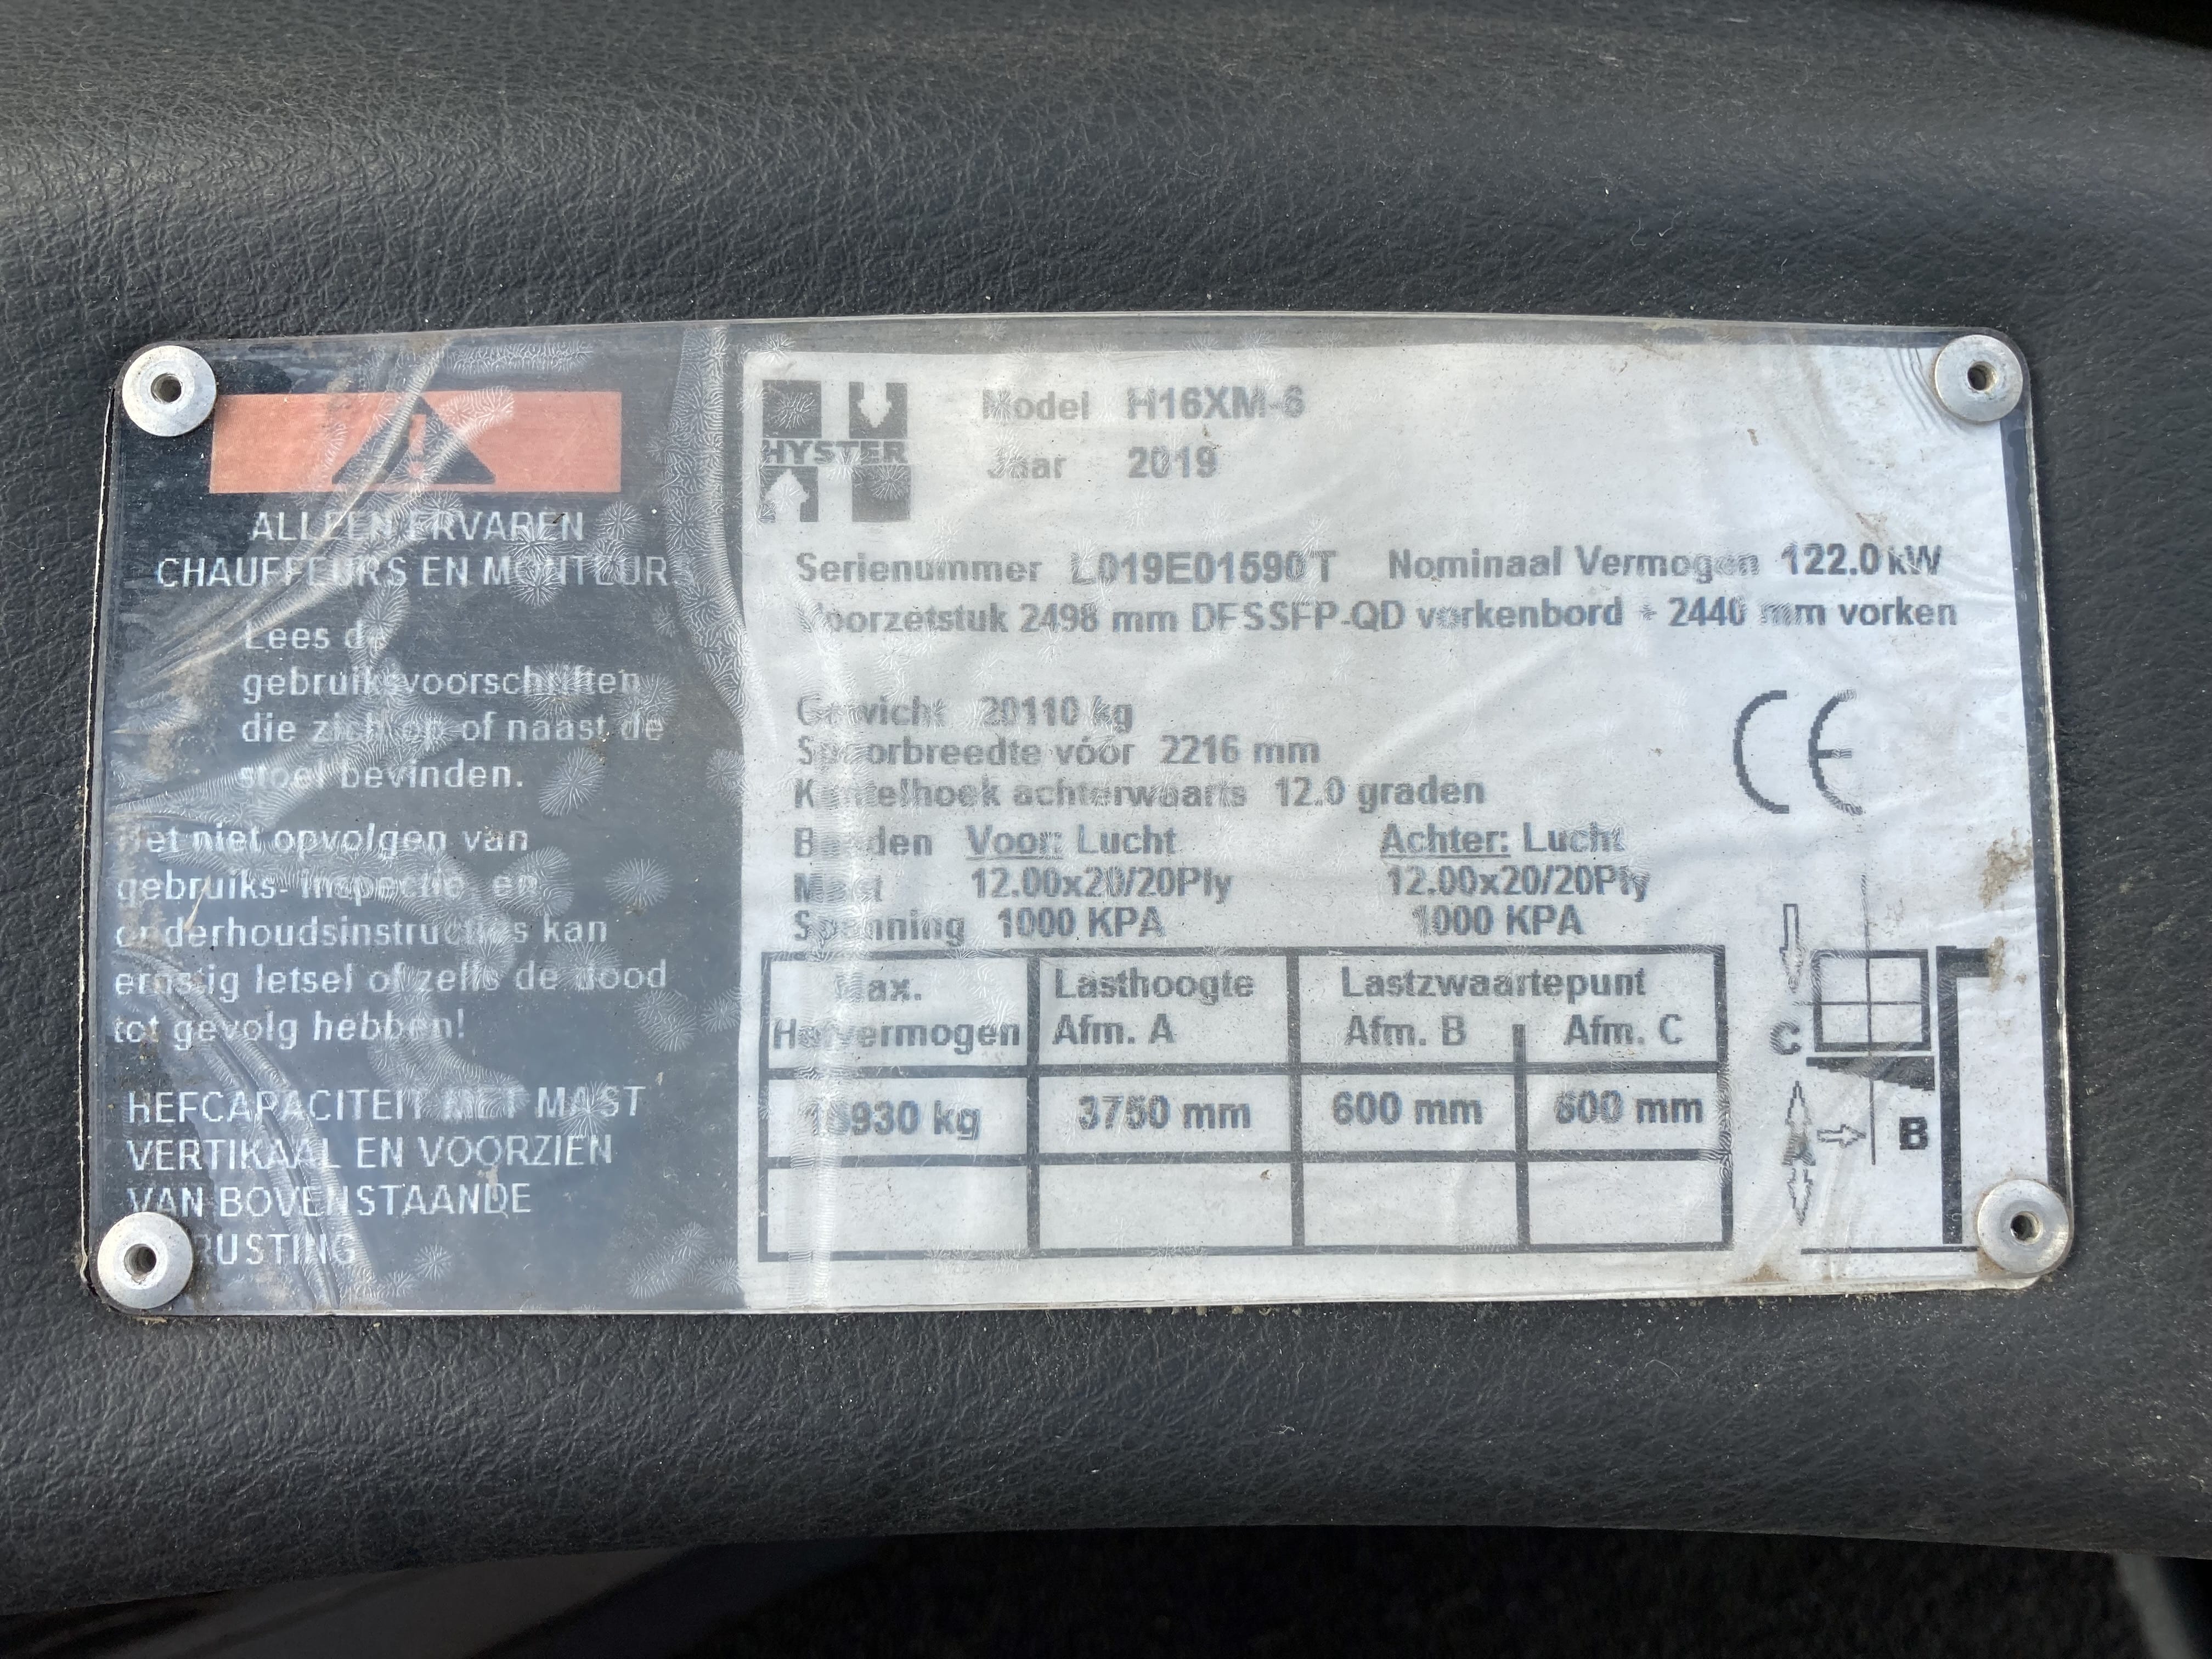 ALLEEN ERVAREN
CHAUFFEURS EN MONTEURS
Lees de
gebruiksvoorschriften
die zich op of naast de
stoel bevinden.
Het niet opvolgen van
gebruiks- inspectie en
onderhoudsinstructies kan
ernstig letsel of zelfs de dood
tot gevolg hebben!
HEFCAPACITEIT MET MAST
VERTIKAAL EN VOORZIEN
VAN BOVENSTAANDE
HYSTER
Model H16XM-6
Jaar 2019
Serienummer L019E01590T Nominaal Vermogen 122.0 kW
Voorzetstuk 2498 mm DFSSFP-QD vorkenbord + 2440 mm vorken
Gewicht 20110 kg
Spoorbreedte vóór 2216 mm
Kantelhoek achterwaarts 12.0 graden
Banden Voor: Lucht Achter: Lucht
Maat 12.00x20/20Ply 12.00x20/20Ply
Spanning 1000 KPA 1000 KPA
CE
Max. Lasthoogte Lastzwaartepunt
Hefvermogen Afm. A Afm. B Afm. C
kg 3750 mm 600 mm 600 mm
C
A
B